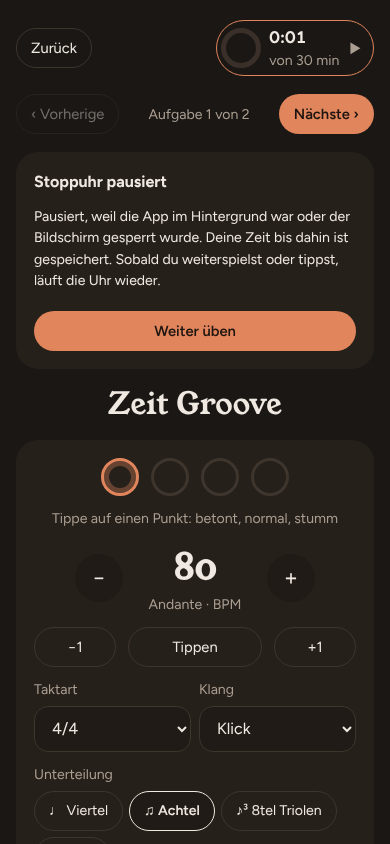 Zurück
0:01
von 30 min
‹ Vorherige
Aufgabe 1 von 2
Nächste ›
Stoppuhr pausiert
Pausiert, weil die App im Hintergrund war oder der
Bildschirm gesperrt wurde. Deine Zeit bis dahin ist
gespeichert. Sobald du weiterspielst oder tippst,
läuft die Uhr wieder.
Weiter üben
Zeit Groove
Tippe auf einen Punkt: betont, normal, stumm
−
80
+
Andante · BPM
−1
Tippen
+1
Taktart
Klang
4/4
Klick
Unterteilung
♩ Viertel
♫ Achtel
♪³ 8tel Triolen